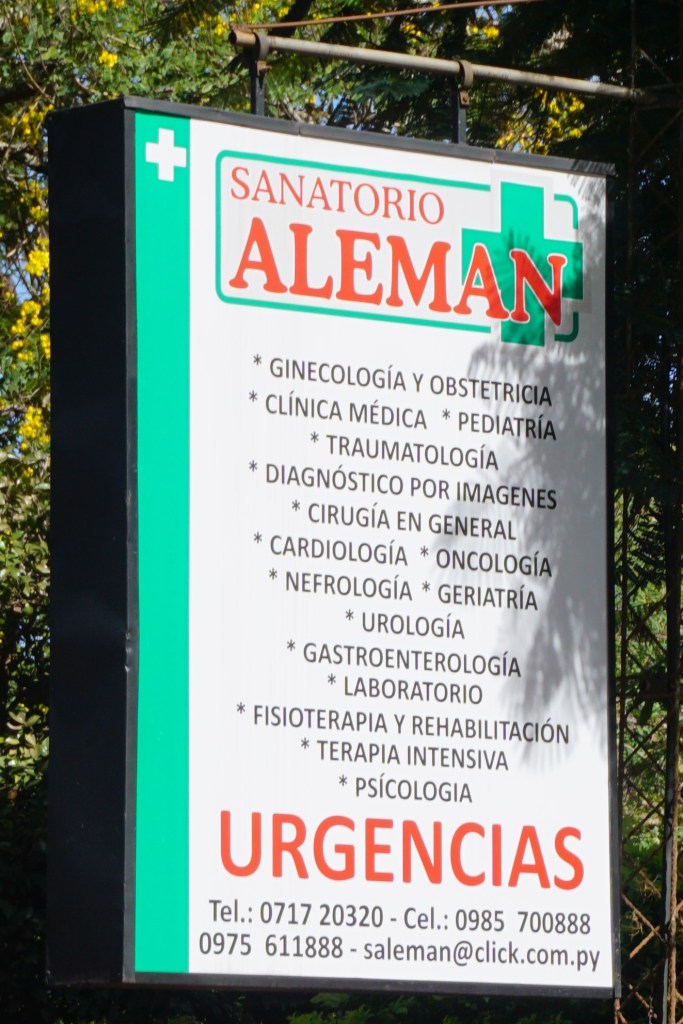 SANATORIO
ALEMAN
* GINECOLOGÍA Y OBSTETRICIA
* CLÍNICA MÉDICA * PEDIATRÍA
* TRAUMATOLOGÍA
* DIAGNÓSTICO POR IMAGENES
* CIRUGÍA EN GENERAL
* CARDIOLOGÍA * ONCOLOGÍA
* NEFROLOGÍA * GERIATRÍA
* UROLOGÍA
* GASTROENTEROLOGÍA
* LABORATORIO
* FISIOTERAPIA Y REHABILITACIÓN
* TERAPIA INTENSIVA
* PSÍCOLOGIA
URGENCIAS
Tel.: 0717 20320 - Cel.: 0985 700888
0975 611888 - saleman@click.com.py